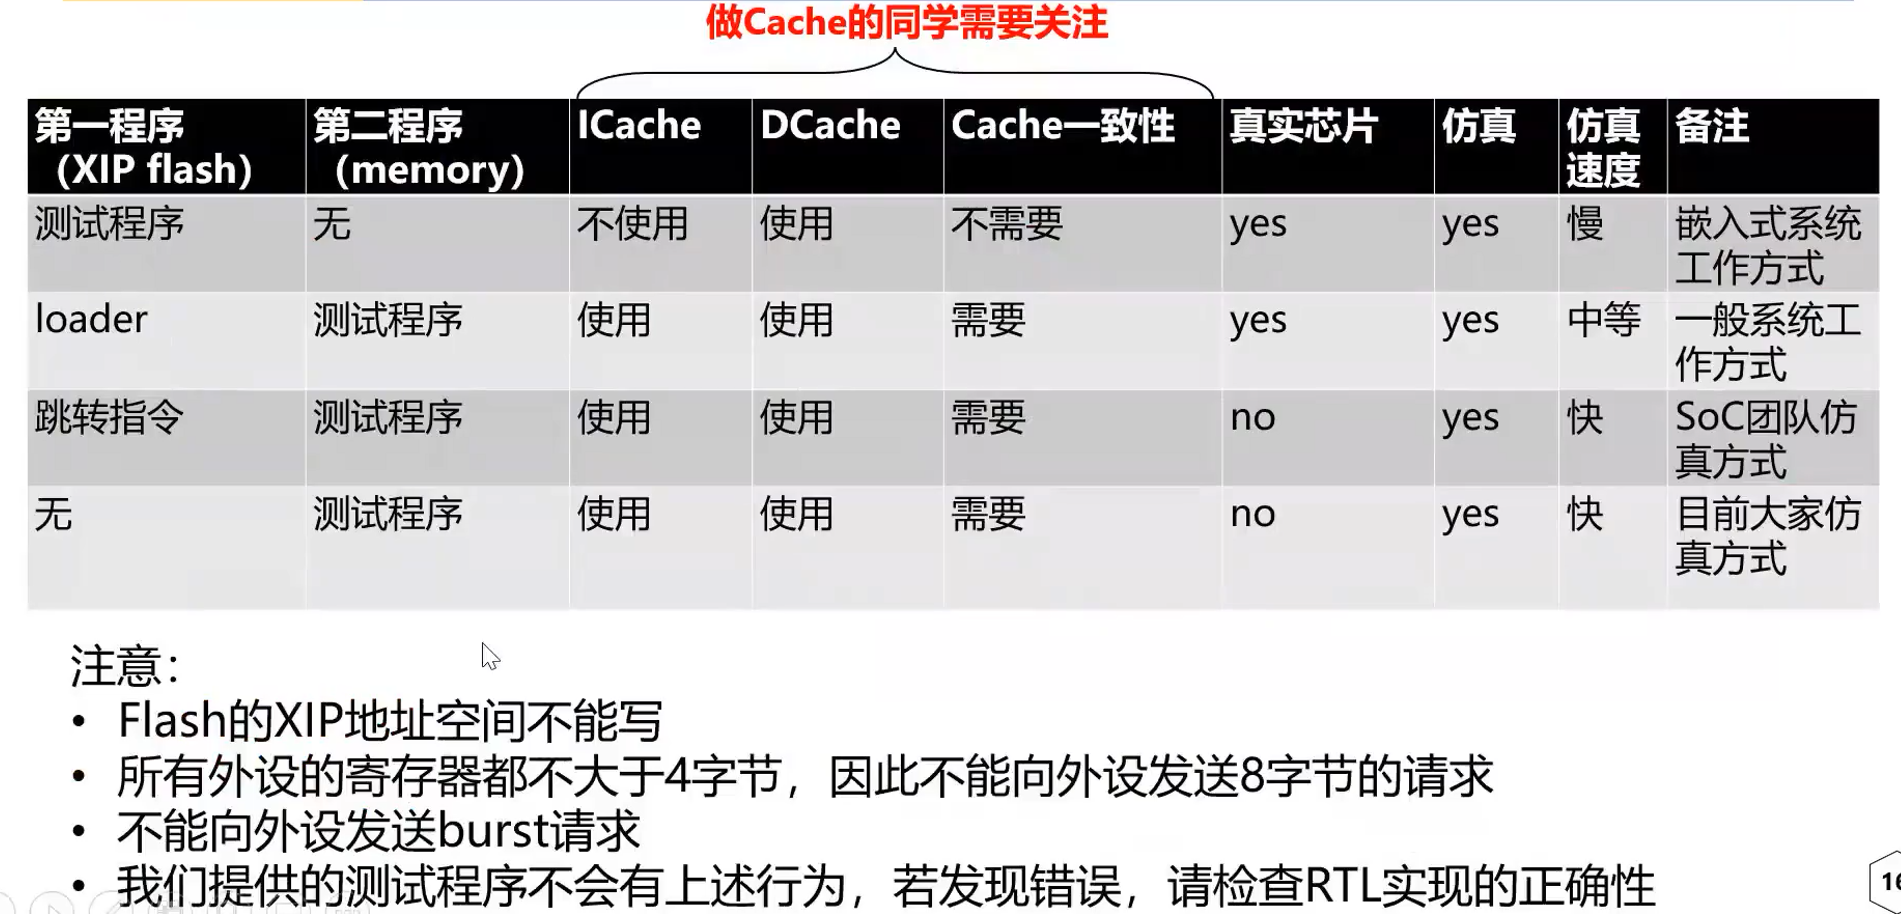 做Cache的同学需要关注
第一程序 第二程序 ICache DCache Cache一致性 真实芯片 仿真 仿真 备注
（XIP flash） （memory） 速度
测试程序 无 不使用 使用 不需要 yes yes 慢 嵌入式系统
工作方式
loader 测试程序 使用 使用 需要 yes yes 中等 一般系统工
作方式
跳转指令 测试程序 使用 使用 需要 no yes 快 SoC团队仿
真方式
无 测试程序 使用 使用 需要 no yes 快 目前大家仿
真方式
注意：
• Flash的XIP地址空间不能写
• 所有外设的寄存器都不大于4字节，因此不能向外设发送8字节的请求
• 不能向外设发送burst请求
• 我们提供的测试程序不会有上述行为，若发现错误，请检查RTL实现的正确性